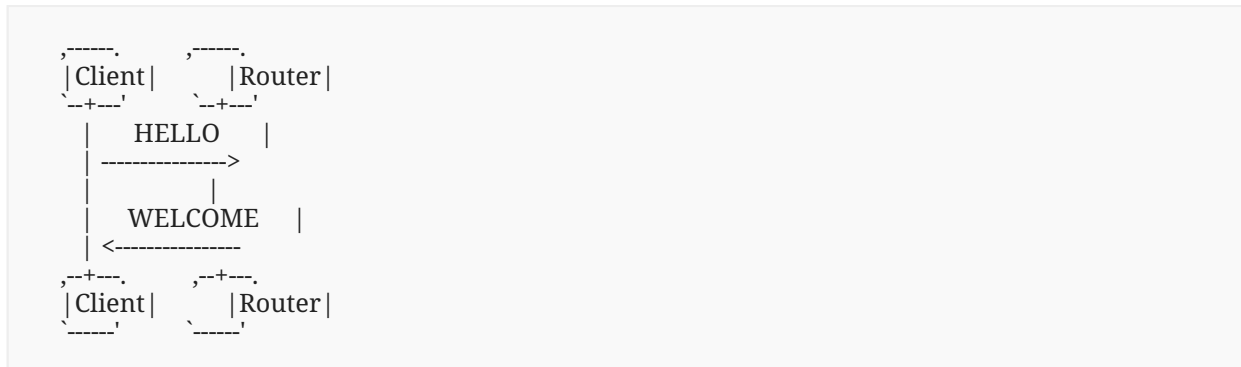 ,------.          ,------.
|Client|          |Router|
`--+---'          `--+---'
   |      HELLO      |
   | ---------------->
   |                 |
   |     WELCOME     |
   | <----------------
,--+---.          ,--+---.
|Client|          |Router|
`------'          `------'